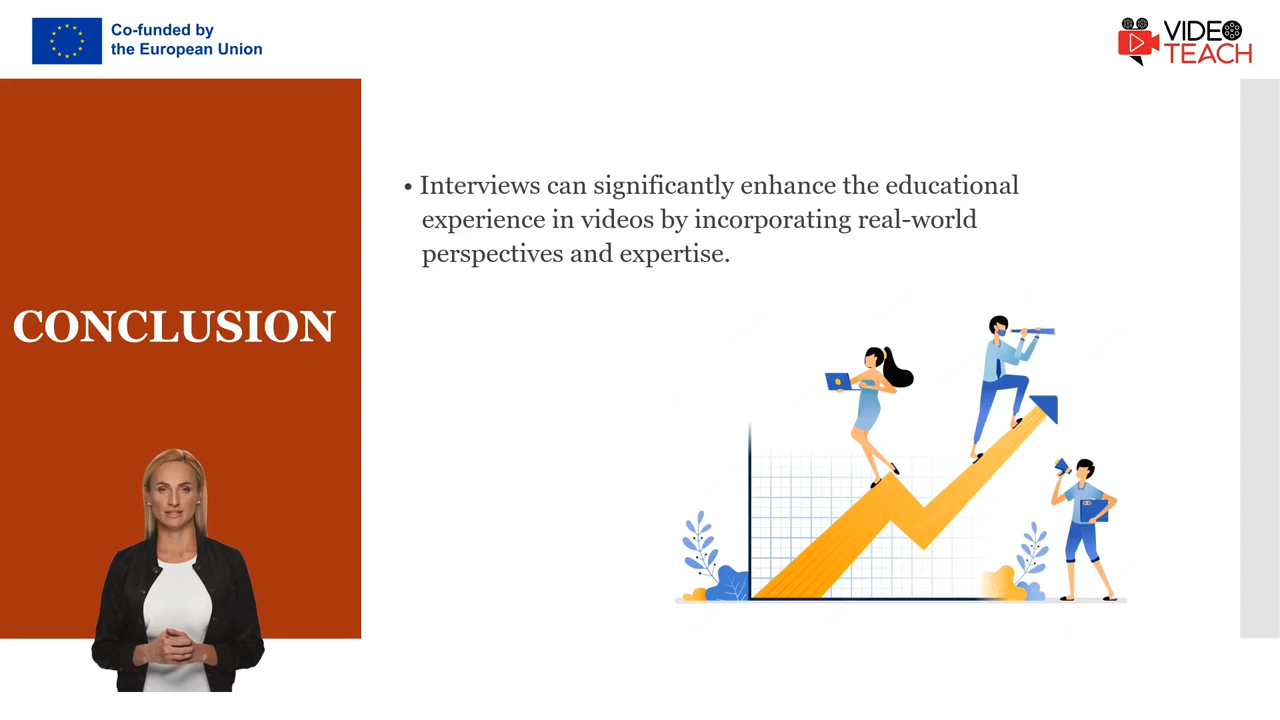 Co-funded by
the European Union
VIDEO
TEACH
• Interviews can significantly enhance the educational
experience in videos by incorporating real-world
perspectives and expertise.
CONCLUSION